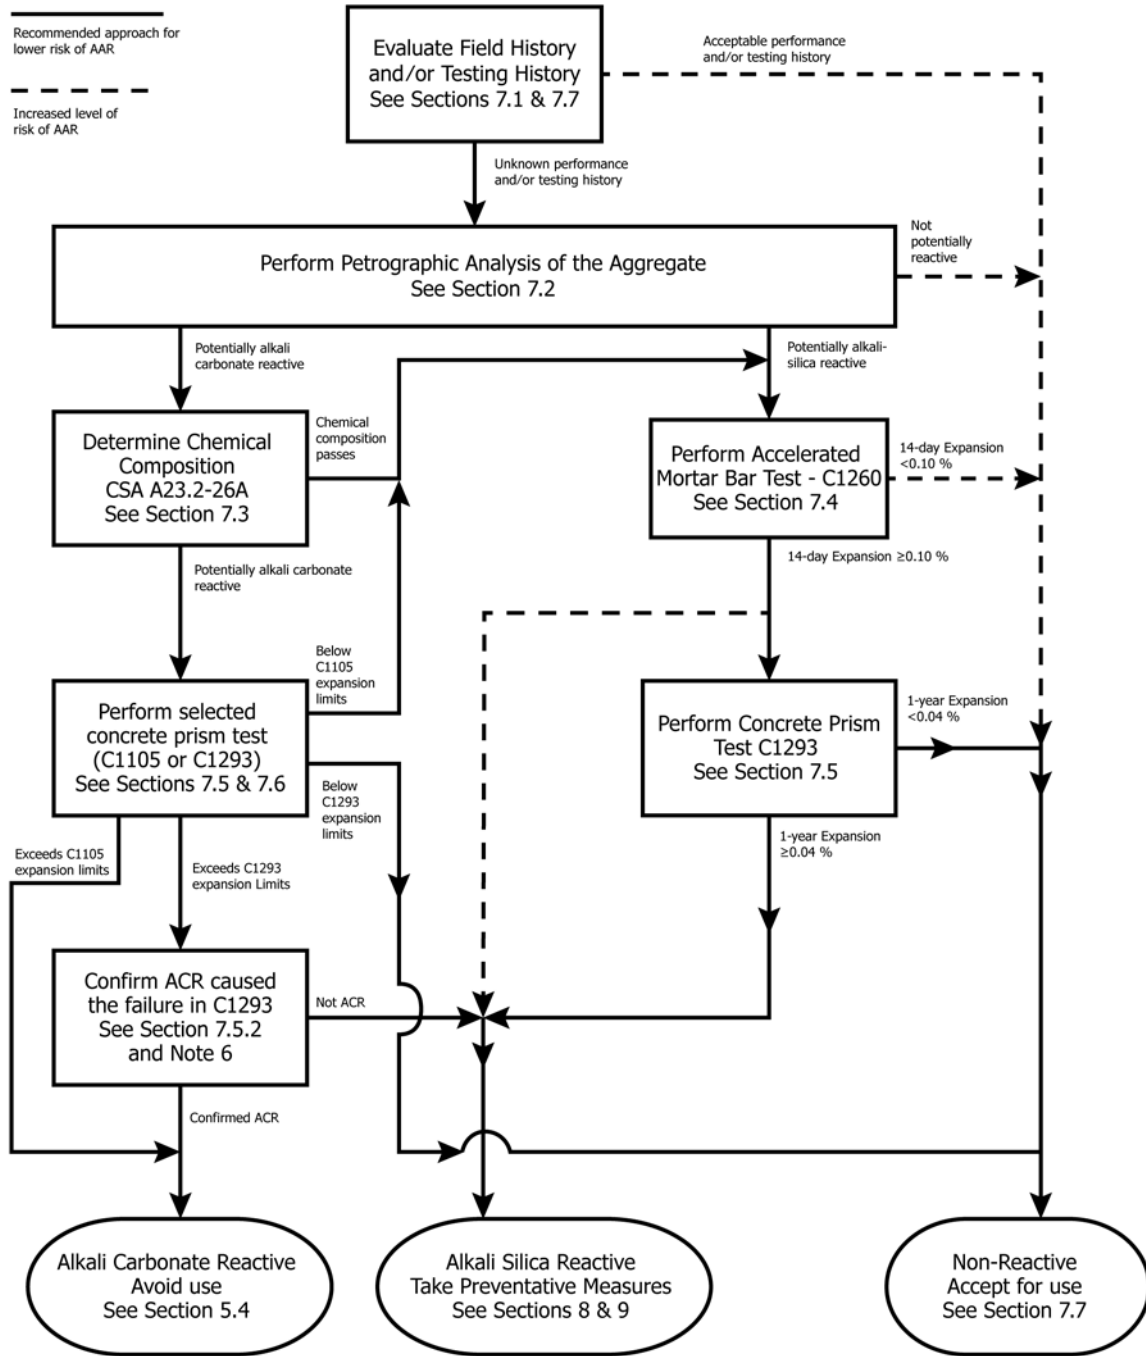 Recommended approach for
lower risk of AAR
Increased level of
risk of AAR
Evaluate Field History
and/or Testing History
See Sections 7.1 & 7.7
Acceptable performance
and/or testing history
Unknown performance
and/or testing history
Perform Petrographic Analysis of the Aggregate
See Section 7.2
Not
potentially
reactive
Potentially alkali
carbonate reactive
Potentially alkali-
silica reactive
Determine Chemical
Composition
CSA A23.2-26A
See Section 7.3
Chemical
composition
passes
Perform Accelerated
Mortar Bar Test - C1260
See Section 7.4
14-day Expansion
<0.10 %
Potentially alkali carbonate
reactive
14-day Expansion ≥0.10 %
Below
C1105
expansion
limits
Perform selected
concrete prism test
(C1105 or C1293)
See Sections 7.5 & 7.6
Perform Concrete Prism
Test C1293
See Section 7.5
1-year Expansion
<0.04 %
Below
C1293
expansion
limits
Exceeds C1105
expansion limits
Exceeds C1293
expansion Limits
1-year Expansion
≥0.04 %
Confirm ACR caused
the failure in C1293
See Section 7.5.2
and Note 6
Not ACR
Confirmed ACR
Alkali Carbonate Reactive
Avoid use
See Section 5.4
Alkali Silica Reactive
Take Preventative Measures
See Sections 8 & 9
Non-Reactive
Accept for use
See Section 7.7